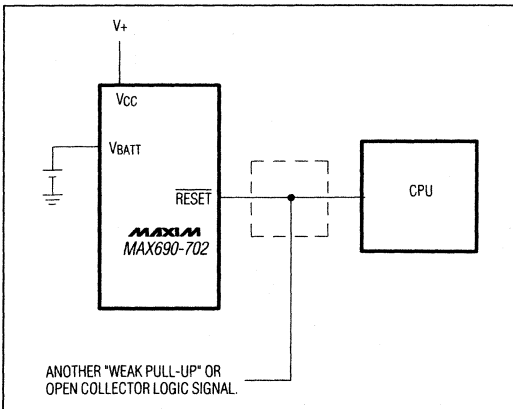 V+
VCC
VBATT
RESET
MAXIM
MAX690-702
CPU
ANOTHER "WEAK PULL-UP" OR
OPEN COLLECTOR LOGIC SIGNAL.